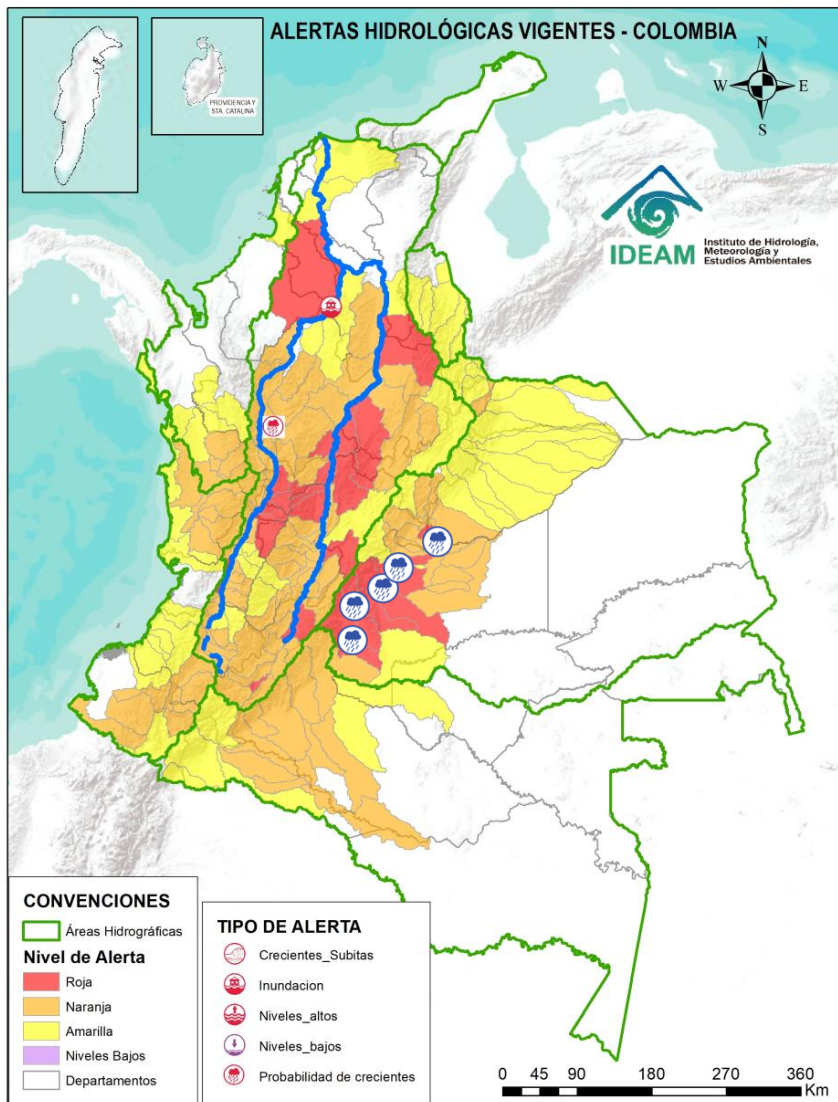 ALERTAS HIDROLÓGICAS VIGENTES - COLOMBIA
PROVIDENCIA Y
STA. CATALINA
N
W
E
S
IDEAM
Instituto de Hidrología,
Meteorología y
Estudios Ambientales
CONVENCIONES
Áreas Hidrográficas
Nivel de Alerta
Roja
Naranja
Amarilla
Niveles Bajos
Departamentos
TIPO DE ALERTA
Crecientes_Subitas
Inundacion
Niveles_altos
Niveles_bajos
Probabilidad de crecientes
0 45 90 180 270 360
Km